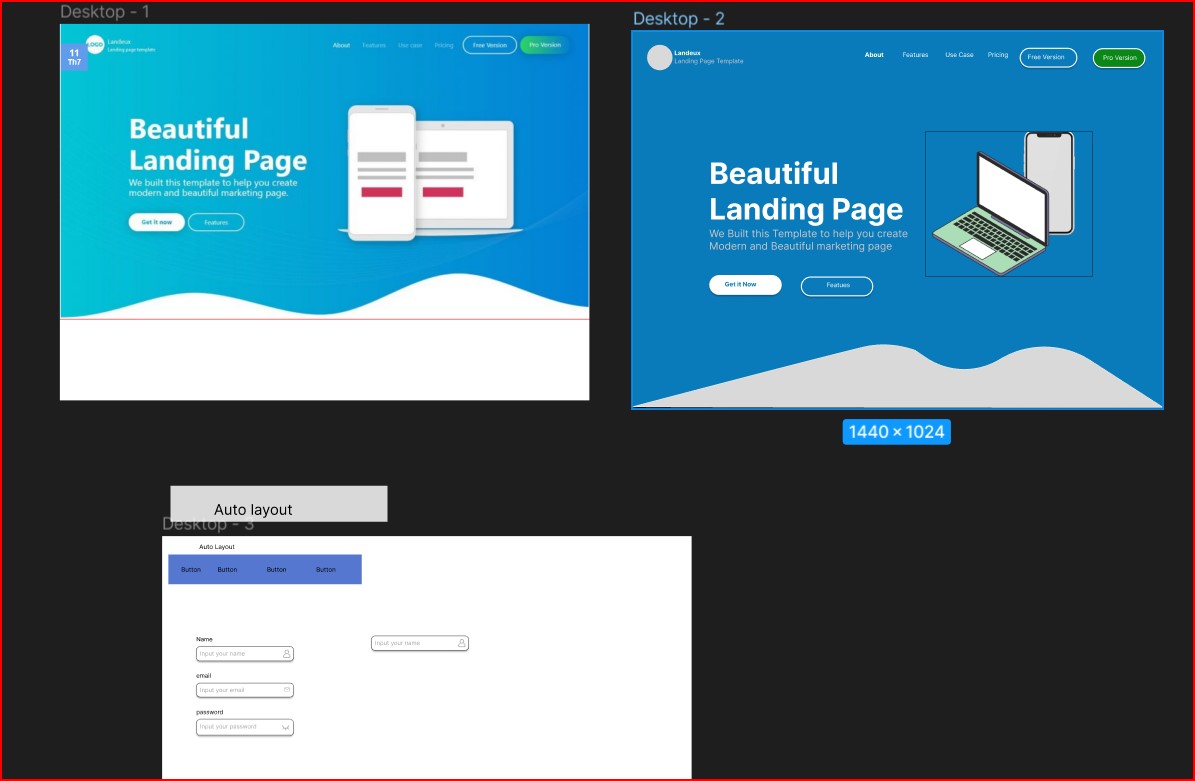 Desktop - 1
11
Th7
LOGO
Landeux
Landing page template
About
Features
Use case
Pricing
Free Version
Pro Version
Beautiful
Landing Page
We built this template to help you create
modern and beautiful marketing page.
Get it now
Features
Desktop - 2
Landeux
Landing Page Template
About
Features
Use Case
Pricing
Free Version
Pro Version
Beautiful
Landing Page
We Built this Template to help you create
Modern and Beautiful marketing page
Get it Now
Featues
1440 × 1024
Auto layout
Desktop - 3
Auto Layout
Button
Button
Button
Button
Name
Input your name
Input your name
email
Input your email
password
Input your password